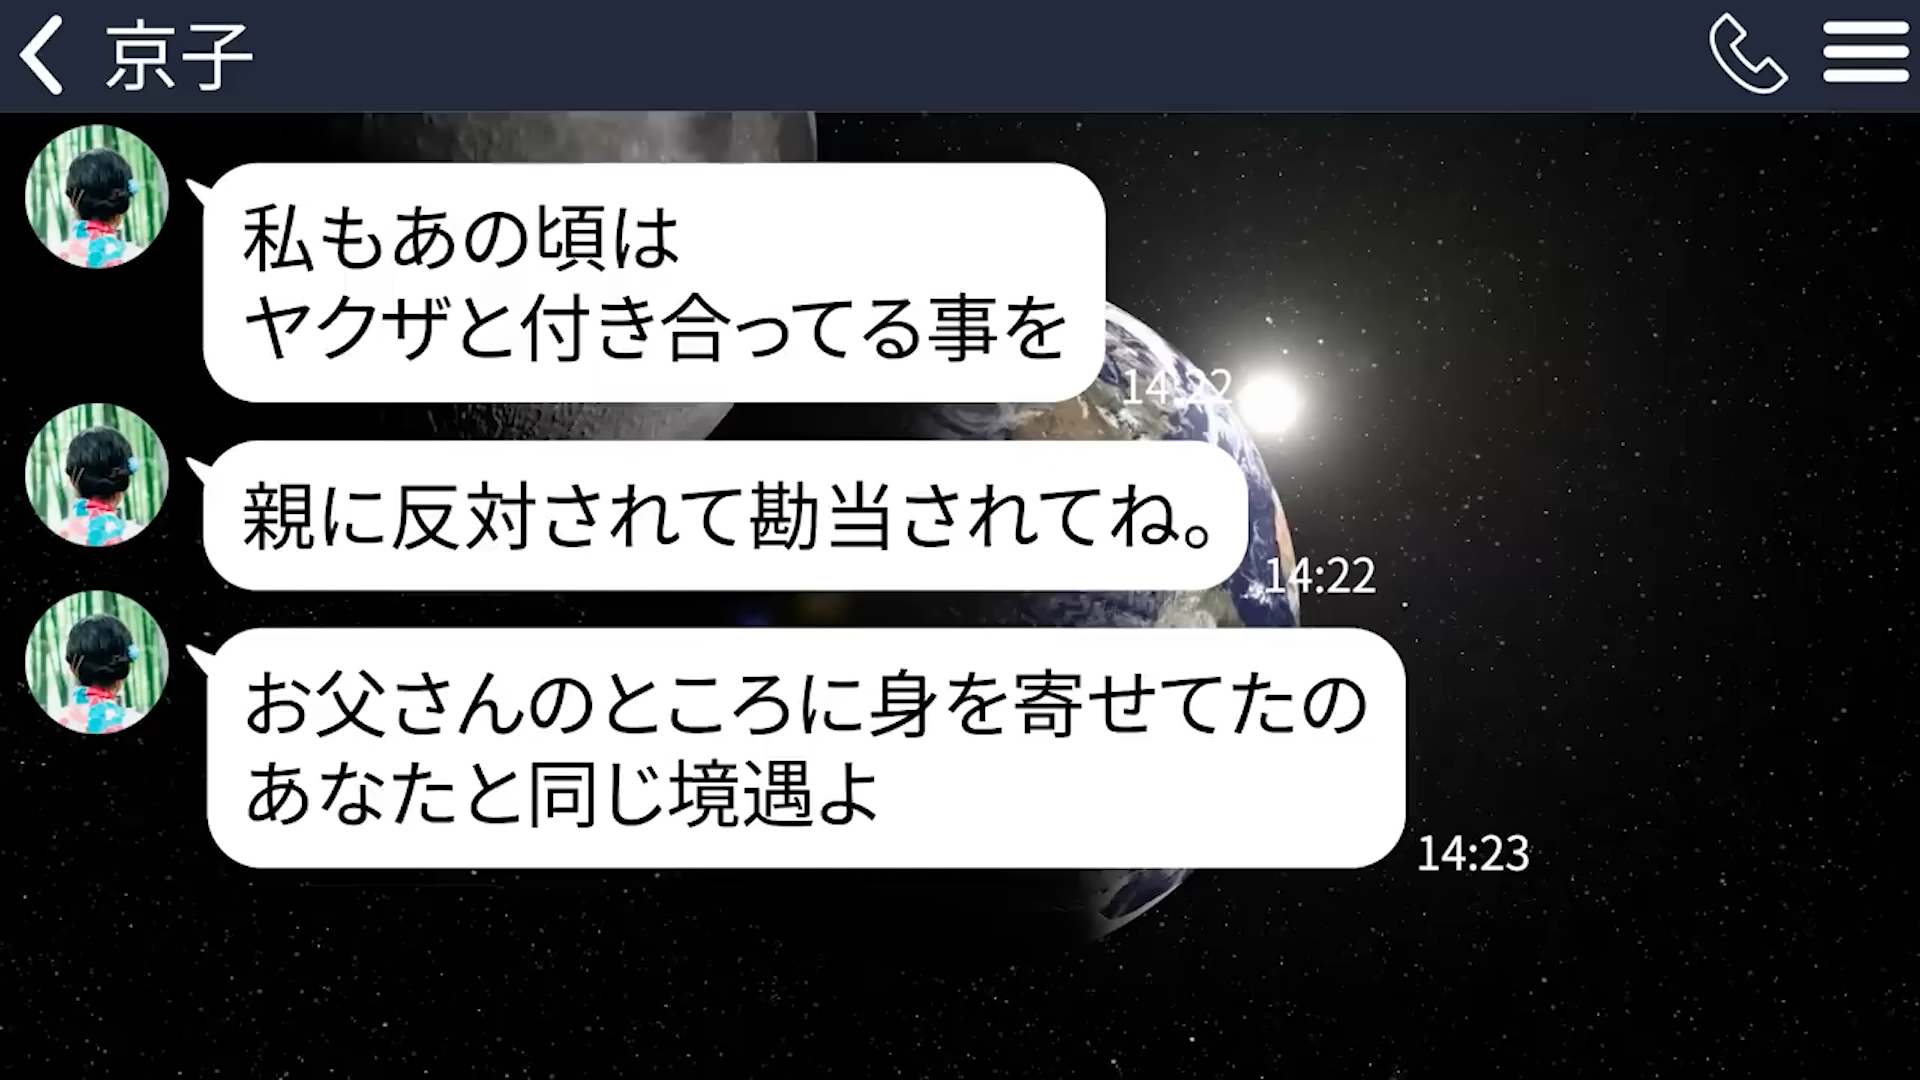 京子
私もあの頃は
ヤクザと付き合ってる事を
14:22
親に反対されて勘当されてね。
14:22
お父さんのところに身を寄せてたの
あなたと同じ境遇よ
14:23